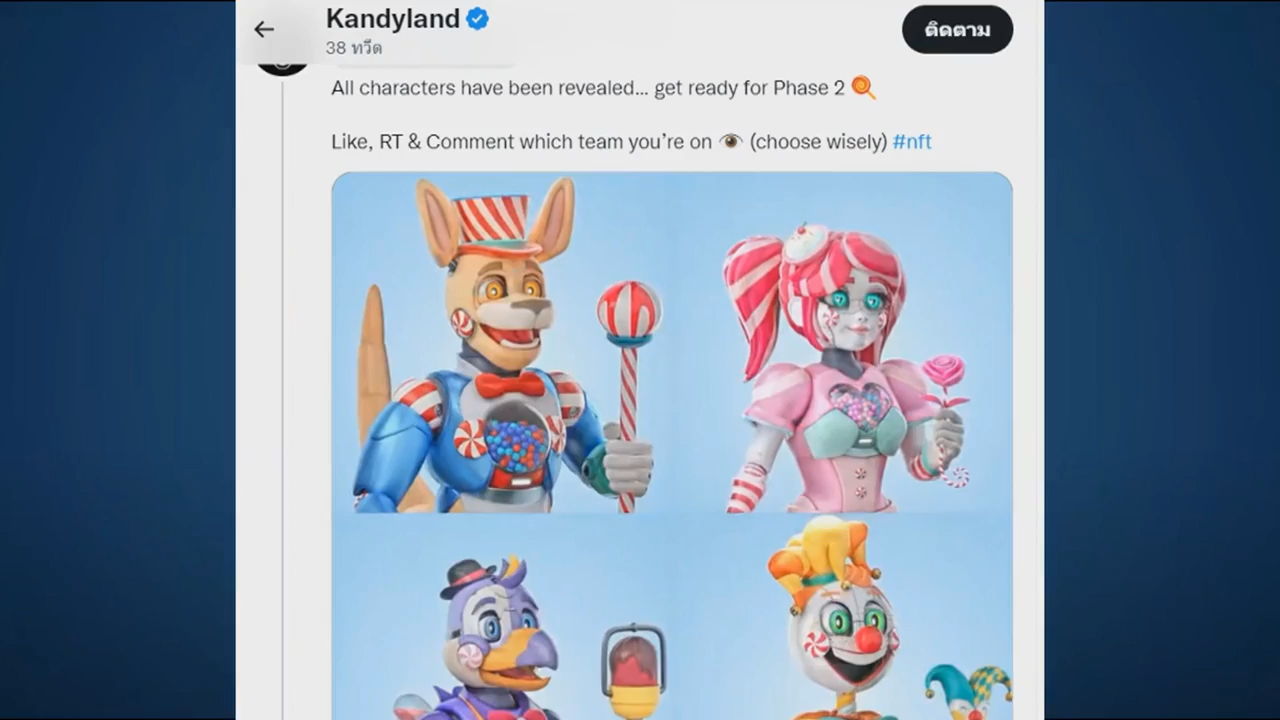 Kandyland
38 ทวีต
ติดตาม
All characters have been revealed... get ready for Phase 2
Like, RT & Comment which team you're on 👁 (choose wisely) #nft